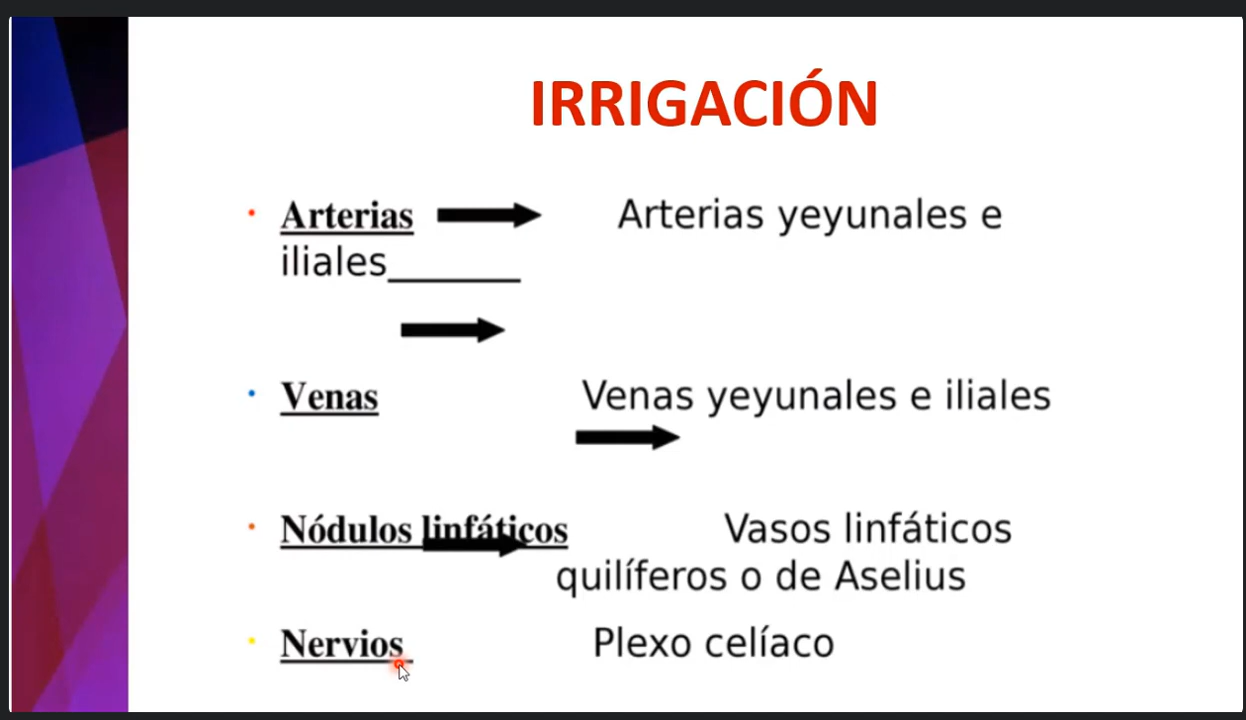 IRRIGACIÓN
Arterias Arterias yeyunales e
iliales_______
Venas Venas yeyunales e iliales
Nódulos linfáticos Vasos linfáticos
quilíferos o de Aselius
Nervios Plexo celíaco